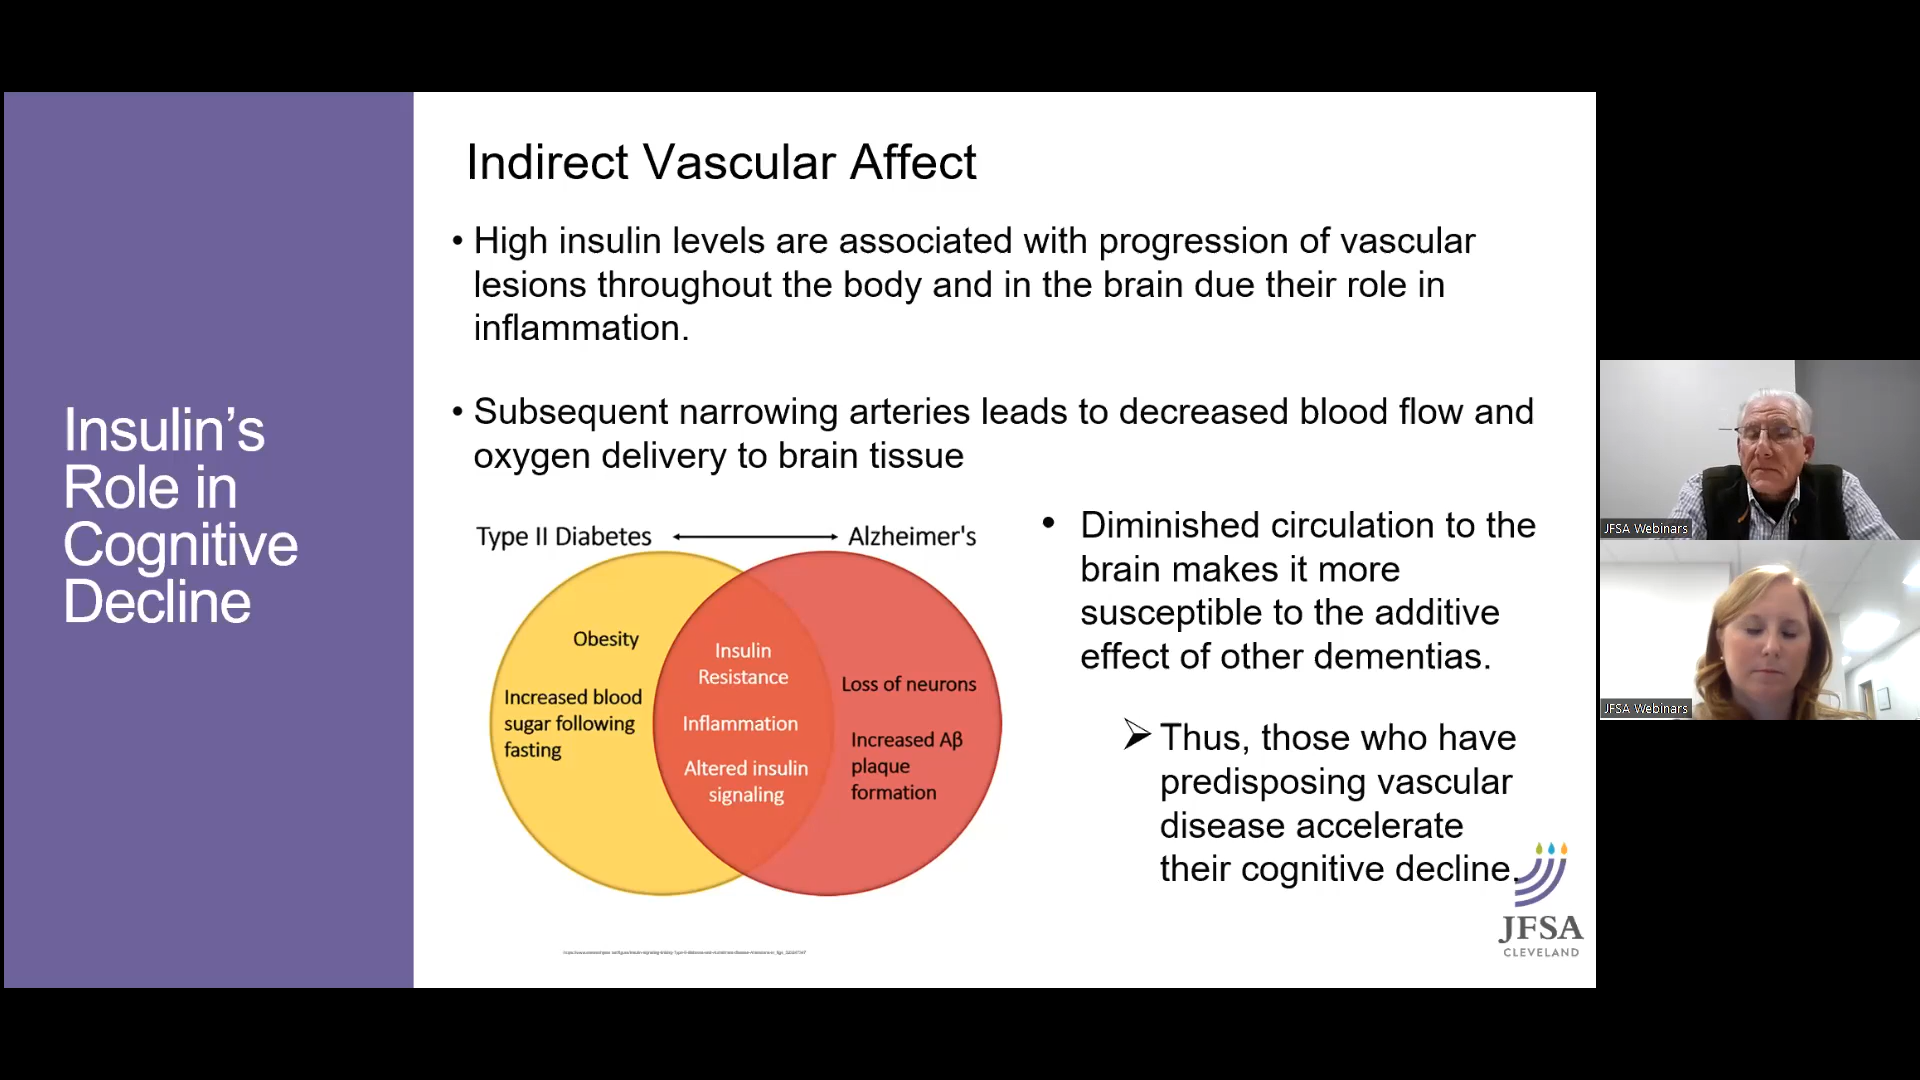 Insulin’s
Role in
Cognitive
Decline
Indirect Vascular Affect
• High insulin levels are associated with progression of vascular
lesions throughout the body and in the brain due their role in
inflammation.
• Subsequent narrowing arteries leads to decreased blood flow and
oxygen delivery to brain tissue
Type II Diabetes
Alzheimer's
Obesity
Increased blood
sugar following
fasting
Insulin
Resistance
Inflammation
Altered insulin
signaling
Loss of neurons
Increased Aβ
plaque
formation
• Diminished circulation to the
brain makes it more
susceptible to the additive
effect of other dementias.
➢ Thus, those who have
predisposing vascular
disease accelerate
their cognitive decline.
JFSA
CLEVELAND
JFSA Webinars
JFSA Webinars